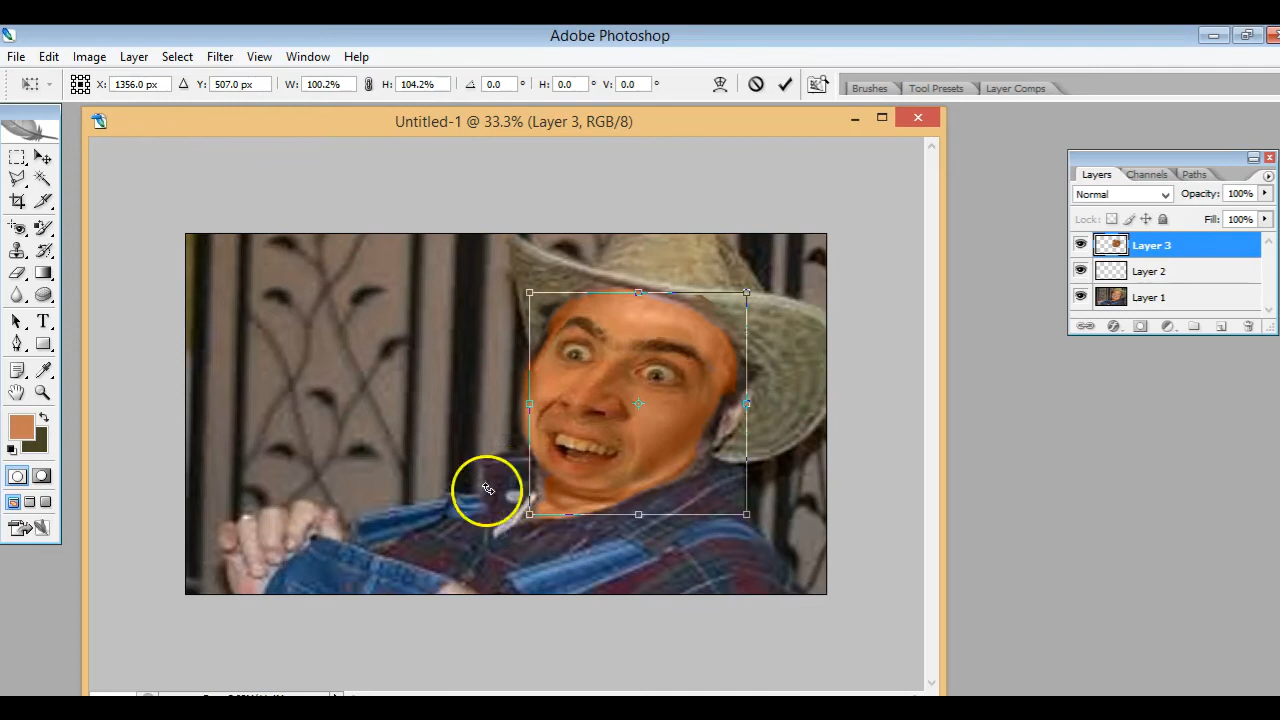 Adobe Photoshop
File Edit Image Layer Select Filter View Window Help
X: 1356.0 px Y: 507.0 px W: 100.2% H: 104.2% 0.0 ° H: 0.0 ° V: 0.0 °
Brushes Tool Presets Layer Comps
Untitled-1 @ 33.3% (Layer 3, RGB/8)
Layers Channels Paths
Normal Opacity: 100%
Lock: Fill: 100%
Layer 3
Layer 2
Layer 1